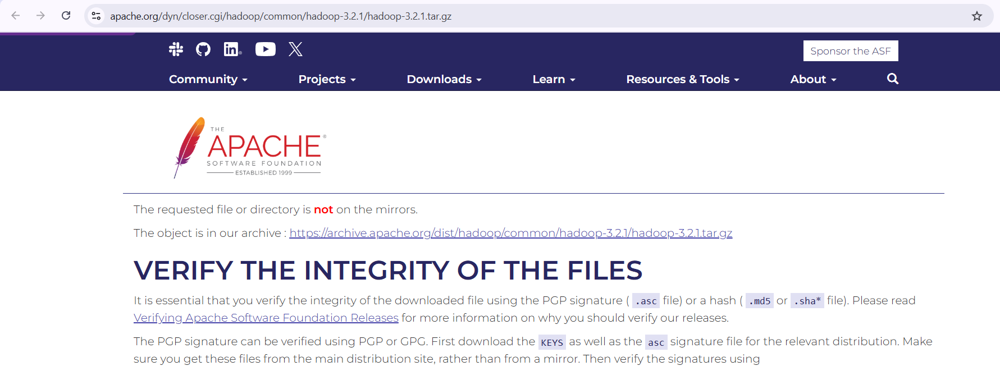 apache.org/dyn/closer.cgi/hadoop/common/hadoop-3.2.1/hadoop-3.2.1.tar.gz
in
Sponsor the ASF
Community Projects Downloads Learn Resources & Tools About
THE
APACHE®
SOFTWARE FOUNDATION
ESTABLISHED 1999
The requested file or directory is not on the mirrors.
The object is in our archive : https://archive.apache.org/dist/hadoop/common/hadoop-3.2.1/hadoop-3.2.1.tar.gz
VERIFY THE INTEGRITY OF THE FILES
It is essential that you verify the integrity of the downloaded file using the PGP signature ( .asc file) or a hash ( .md5 or .sha* file). Please read
Verifying Apache Software Foundation Releases for more information on why you should verify our releases.
The PGP signature can be verified using PGP or GPG. First download the KEYS as well as the asc signature file for the relevant distribution. Make
sure you get these files from the main distribution site, rather than from a mirror. Then verify the signatures using